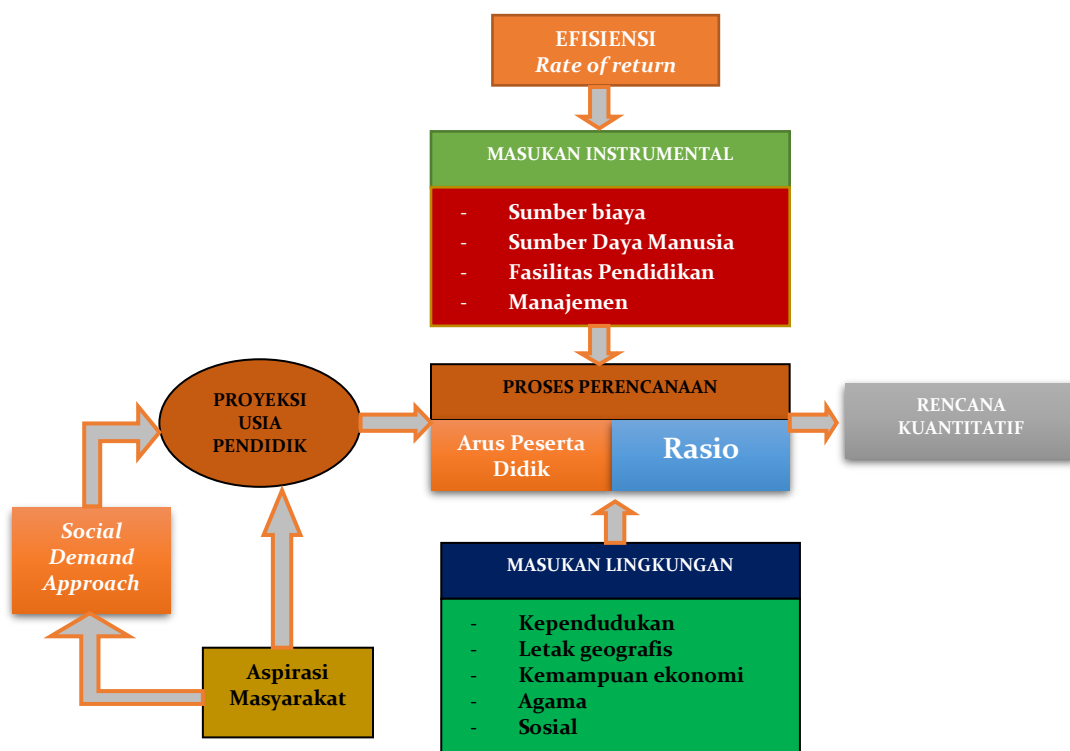 EFISIENSI
Rate of return
MASUKAN INSTRUMENTAL
- Sumber biaya
- Sumber Daya Manusia
- Fasilitas Pendidikan
- Manajemen
PROYEKSI
USIA
PENDIDIK
PROSES PERENCANAAN
Arus Peserta
Didik
Rasio
RENCANA
KUANTITATIF
Social
Demand
Approach
Aspirasi
Masyarakat
MASUKAN LINGKUNGAN
- Kependudukan
- Letak geografis
- Kemampuan ekonomi
- Agama
- Sosial